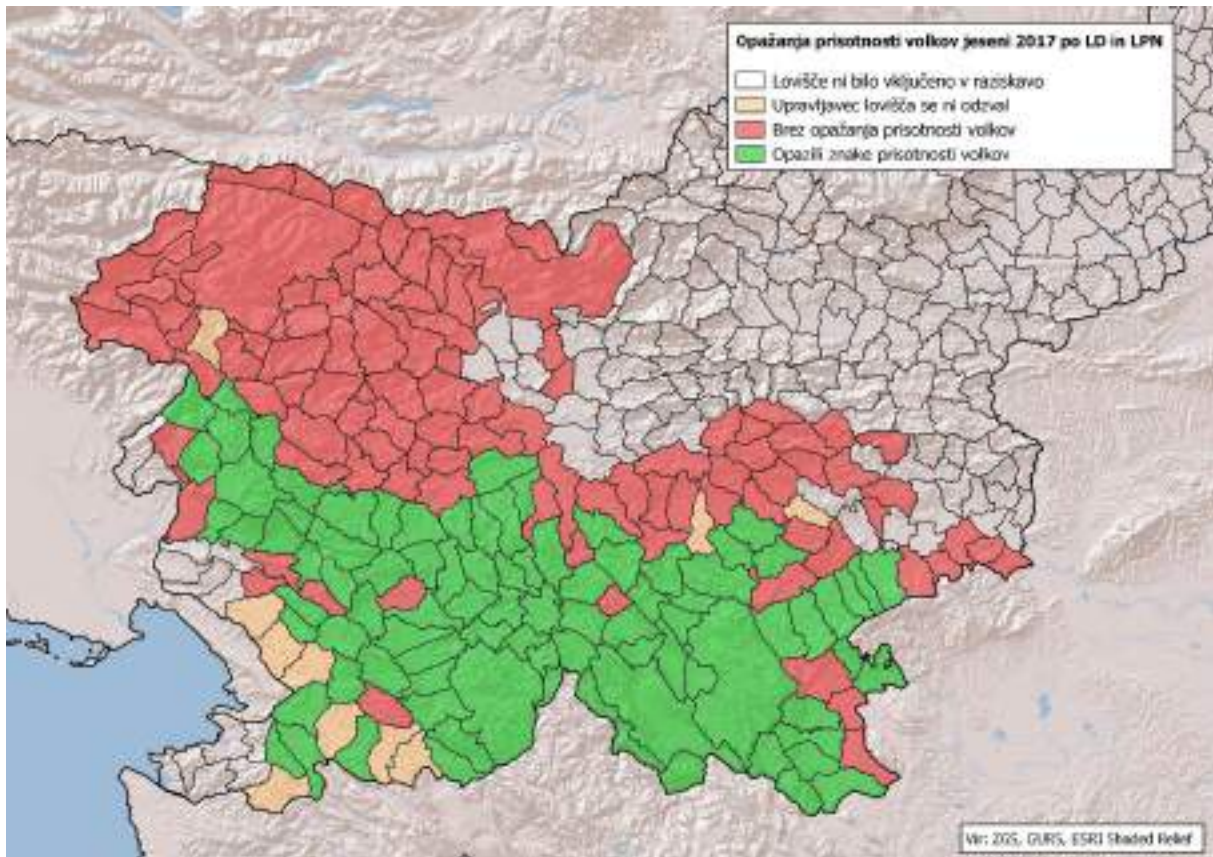 Opažanja prisotnosti volkov jeseni 2017 po LD in LPN
Lovišče ni bilo vključeno v raziskavo
Upravljavec lovišča se ni odzval
Brez opažanja prisotnosti volkov
Opazili znake prisotnosti volkov
Vir: ZGS, GURS, ESRI Shaded Relief